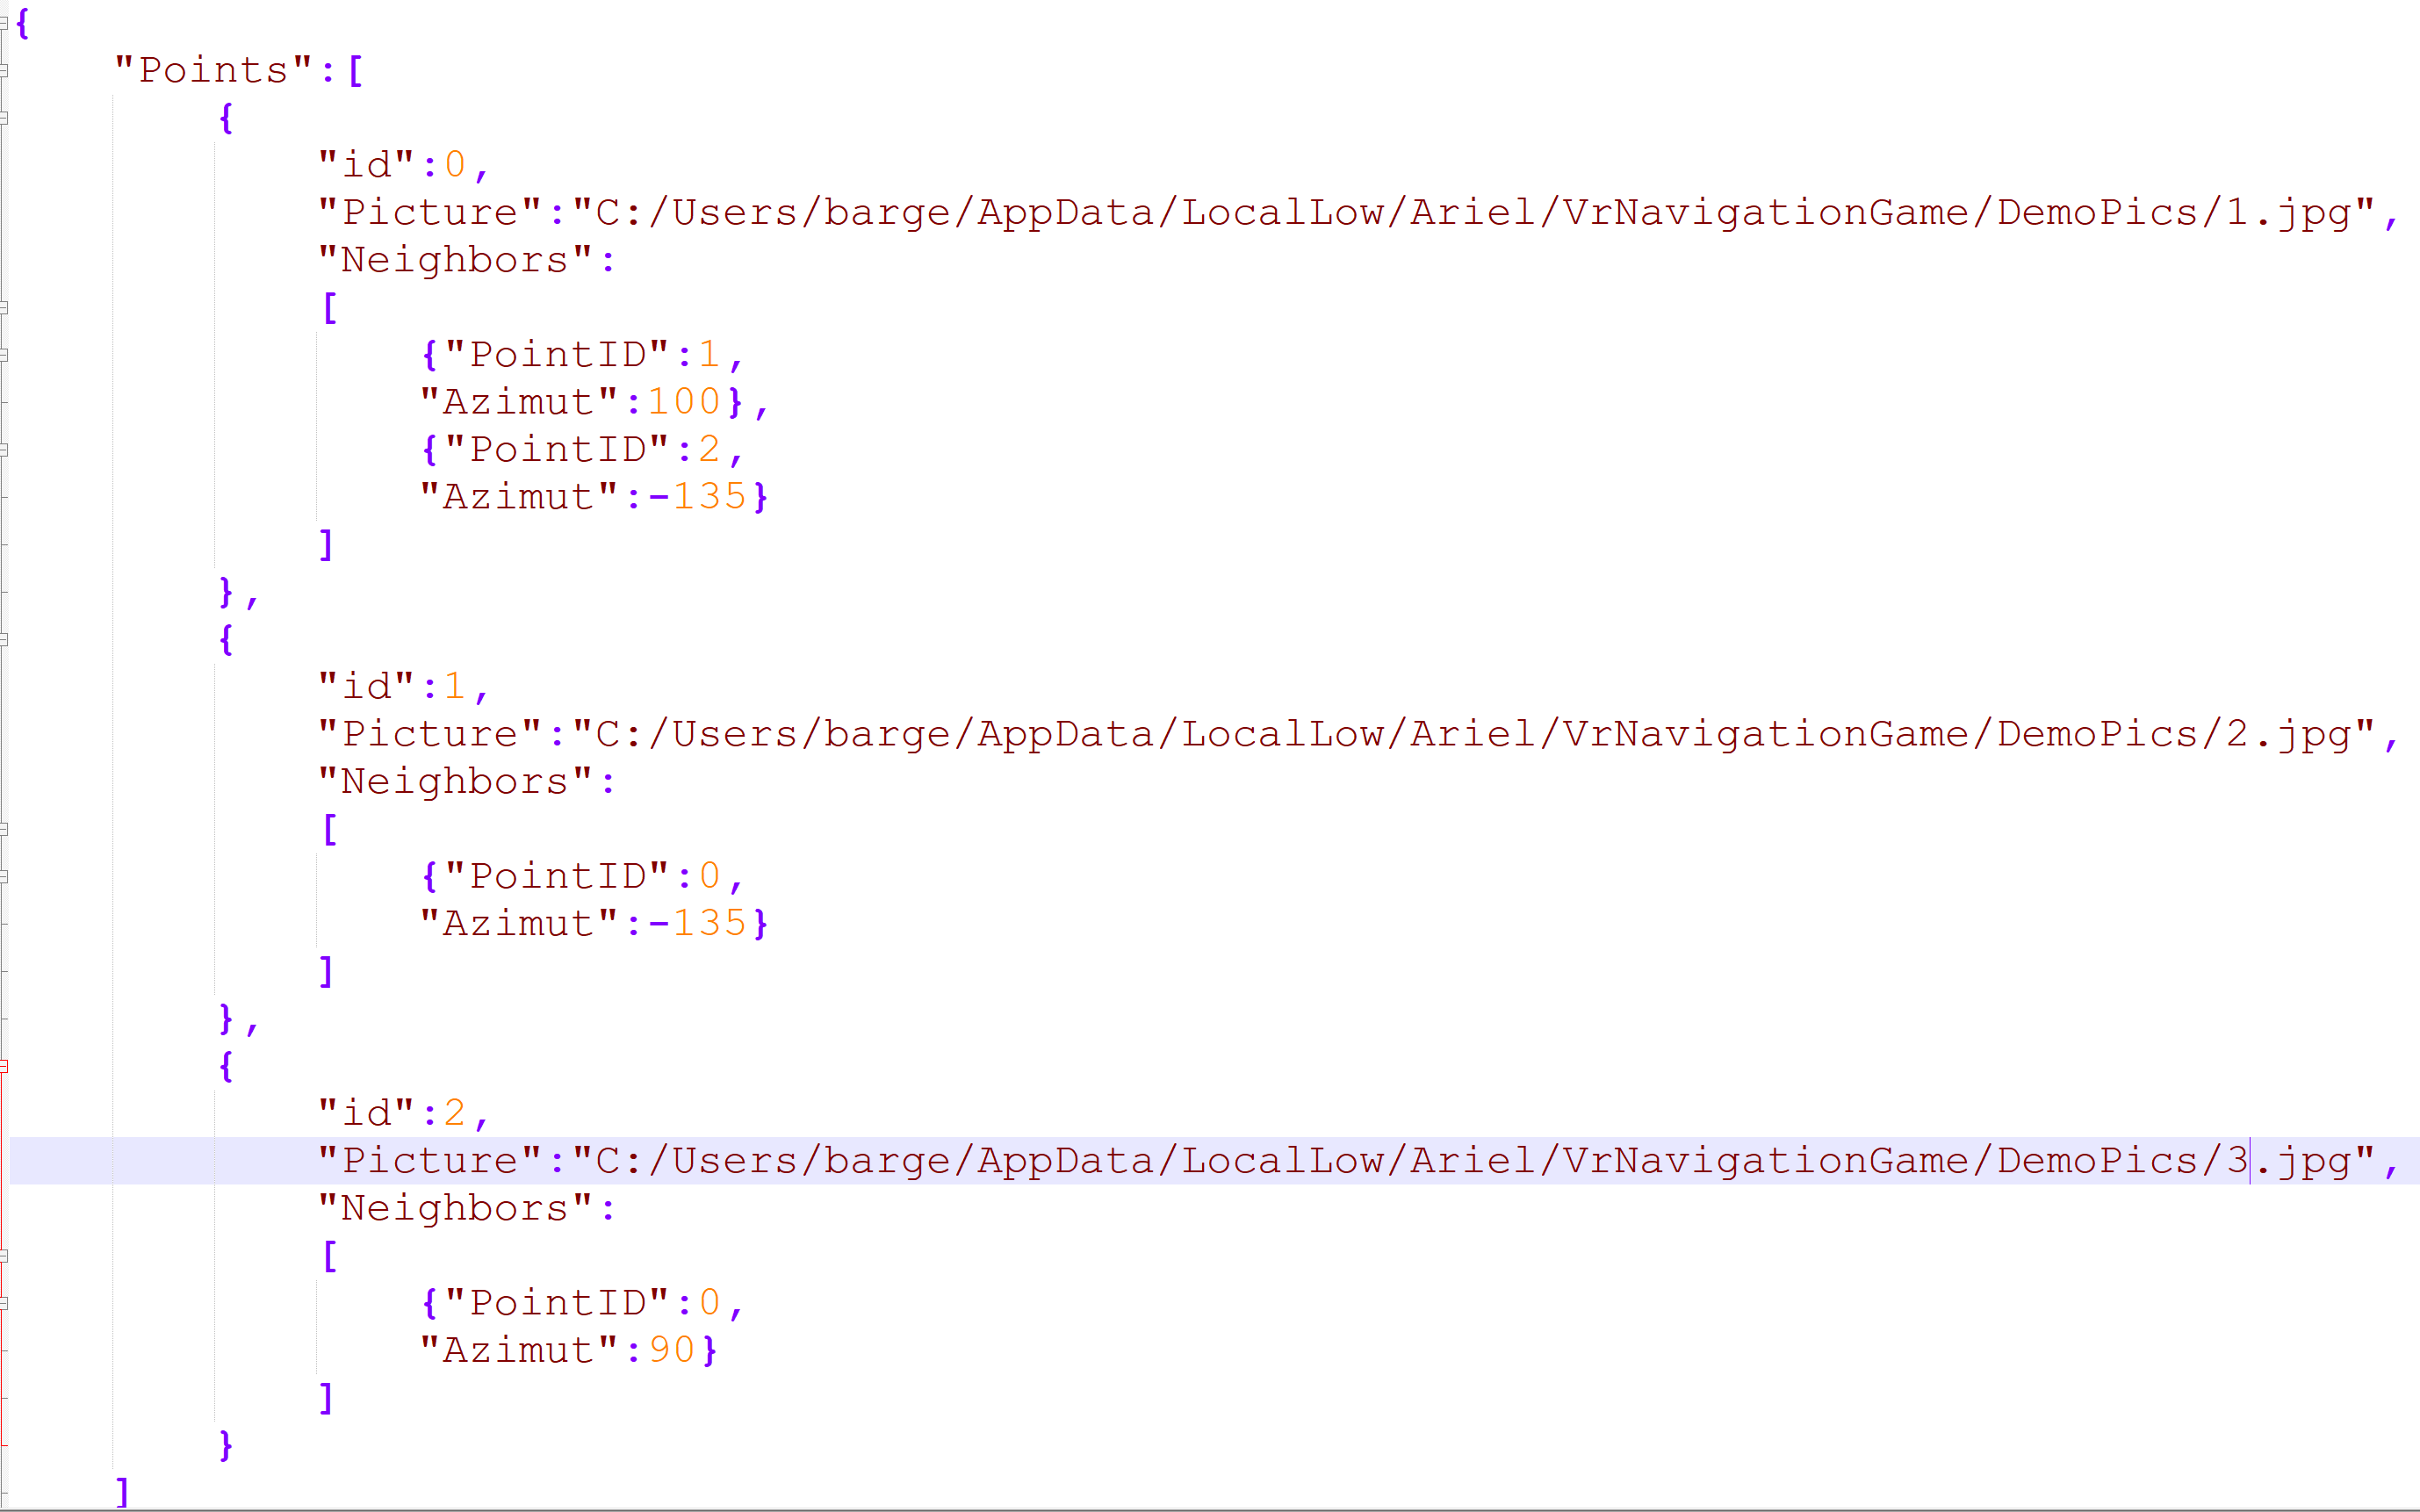 {
"Points":[
{
"id":0,
"Picture":"C:/Users/barge/AppData/LocalLow/Ariel/VrNavigationGame/DemoPics/1.jpg",
"Neighbors":
[
{"PointID":1,
"Azimut":100},
{"PointID":2,
"Azimut":-135}
]
},
{
"id":1,
"Picture":"C:/Users/barge/AppData/LocalLow/Ariel/VrNavigationGame/DemoPics/2.jpg",
"Neighbors":
[
{"PointID":0,
"Azimut":-135}
]
},
{
"id":2,
"Picture":"C:/Users/barge/AppData/LocalLow/Ariel/VrNavigationGame/DemoPics/3.jpg",
"Neighbors":
[
{"PointID":0,
"Azimut":90}
]
}
]